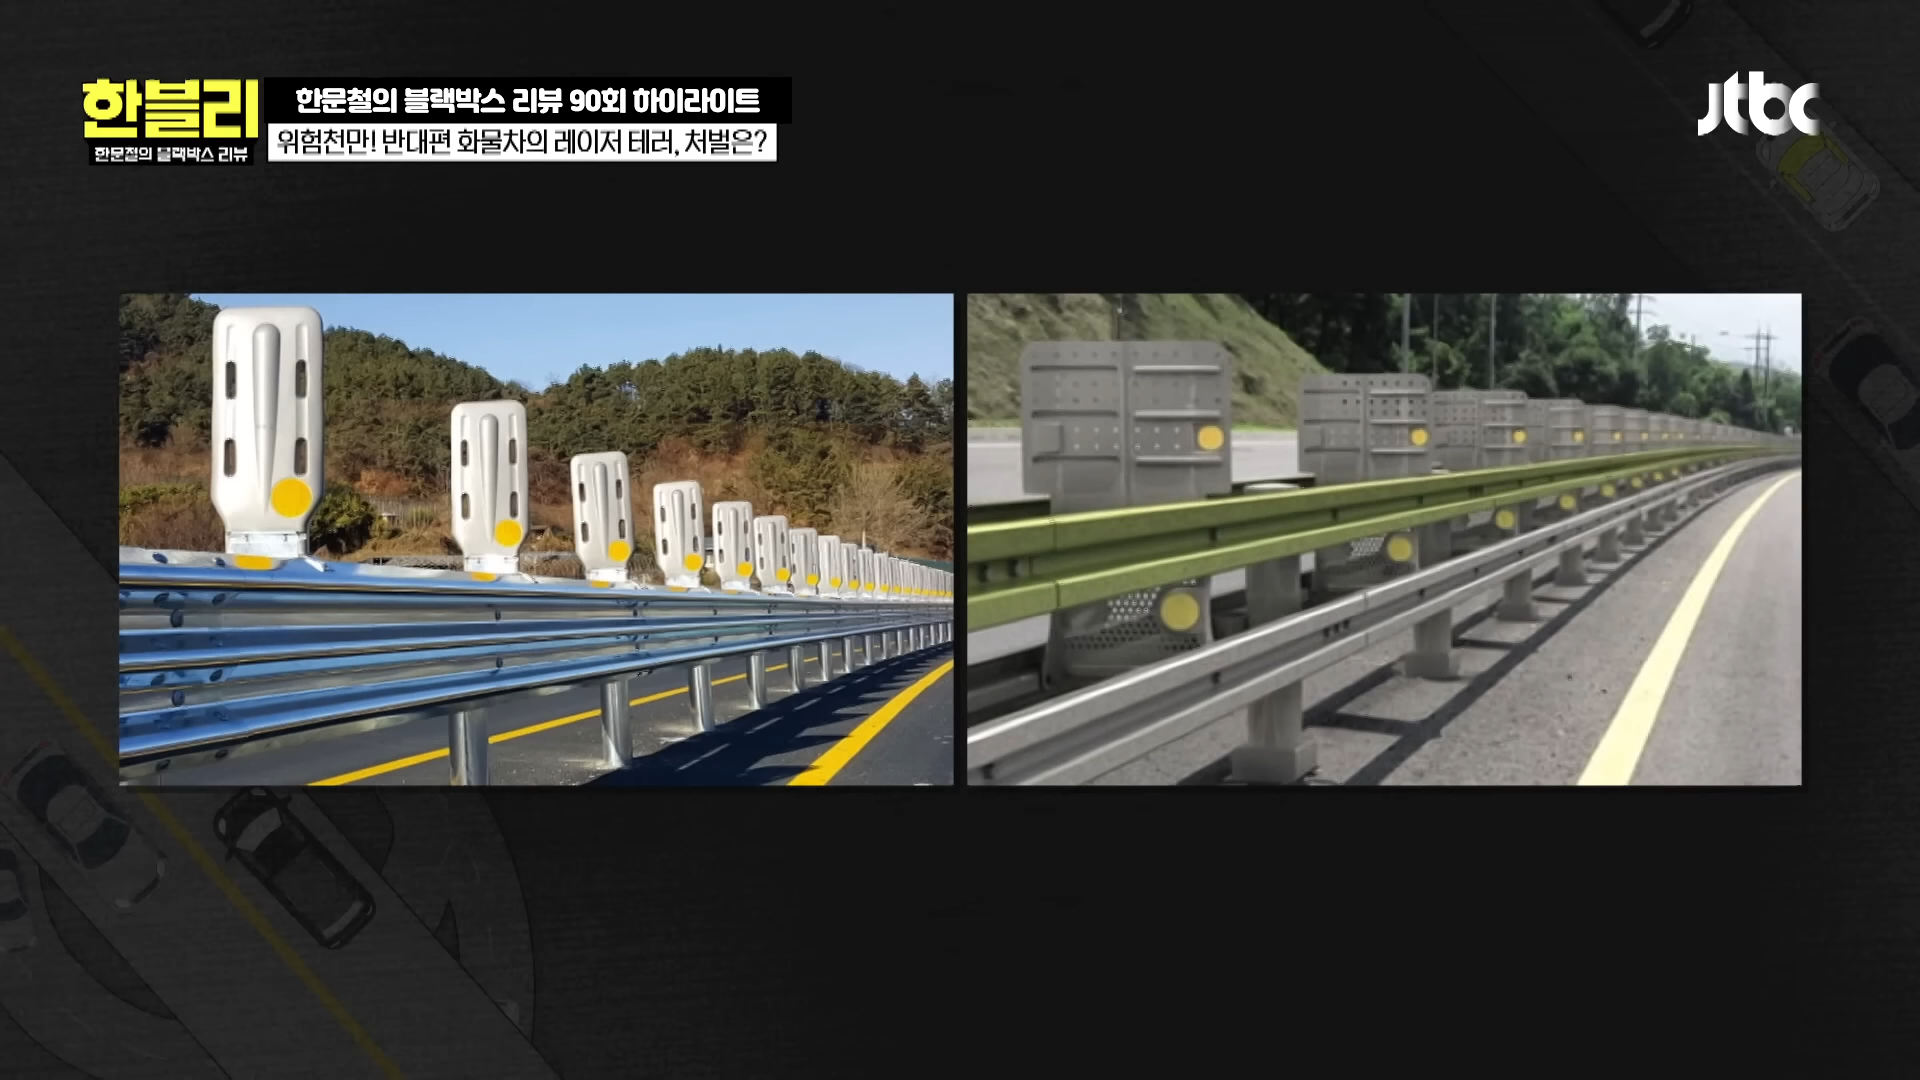 한블리
한문철의 블랙박스 리뷰
한문철의 블랙박스 리뷰 90회 하이라이트
위험천만! 반대편 화물차의 레이저 테러, 처벌은?
jtbc